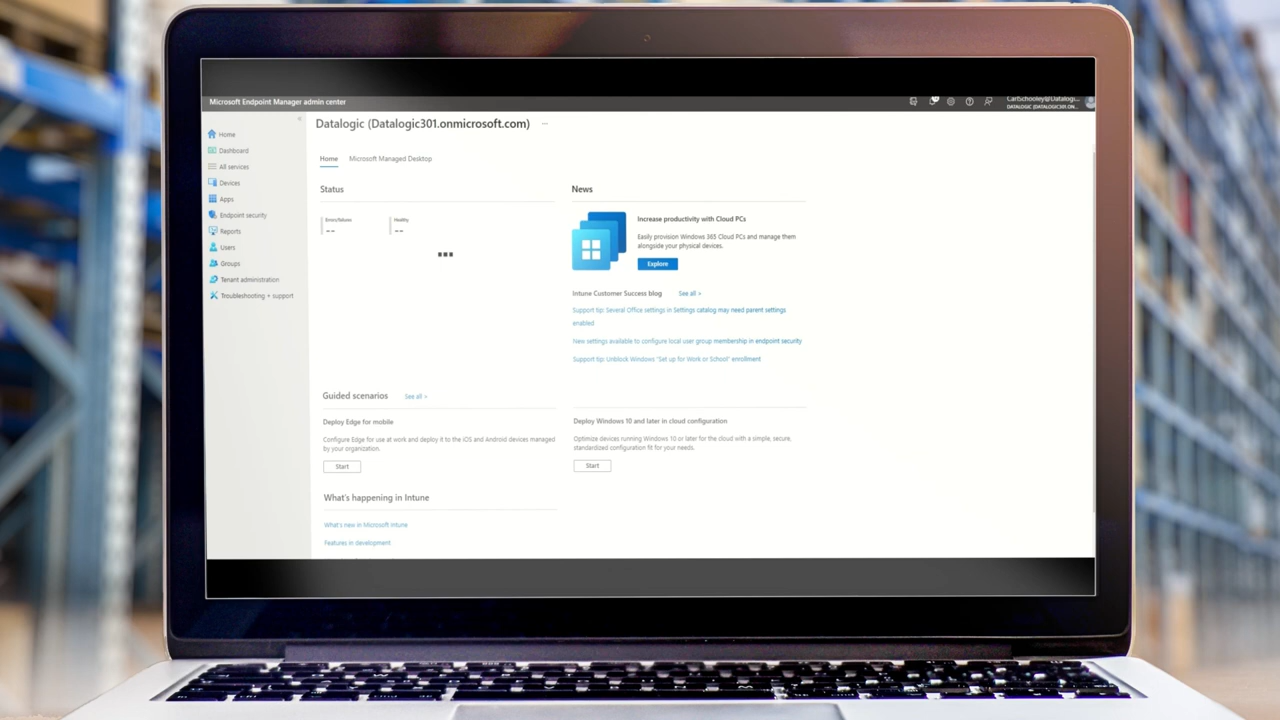 Microsoft Endpoint Manager admin center
CarlSchooley@Datalogi...
DATALOGIC (DATALOGIC301.ON...
Datalogic (Datalogic301.onmicrosoft.com)
Home
Dashboard
All services
Devices
Apps
Endpoint security
Reports
Users
Groups
Tenant administration
Troubleshooting + support
Home Microsoft Managed Desktop
Status
Errors/failures Healthy
-- --
News
Increase productivity with Cloud PCs
Easily provision Windows 365 Cloud PCs and manage them
alongside your physical devices.
Explore
Intune Customer Success blog See all >
Support tip: Several Office settings in Settings catalog may need parent settings
enabled
New settings available to configure local user group membership in endpoint security
Support tip: Unblock Windows "Set up for Work or School" enrollment
Guided scenarios See all >
Deploy Edge for mobile
Configure Edge for use at work and deploy it to the iOS and Android devices managed
by your organization.
Start
Deploy Windows 10 and later in cloud configuration
Optimize devices running Windows 10 or later for the cloud with a simple, secure,
standardized configuration fit for your needs.
Start
What's happening in Intune
What's new in Microsoft Intune
Features in development